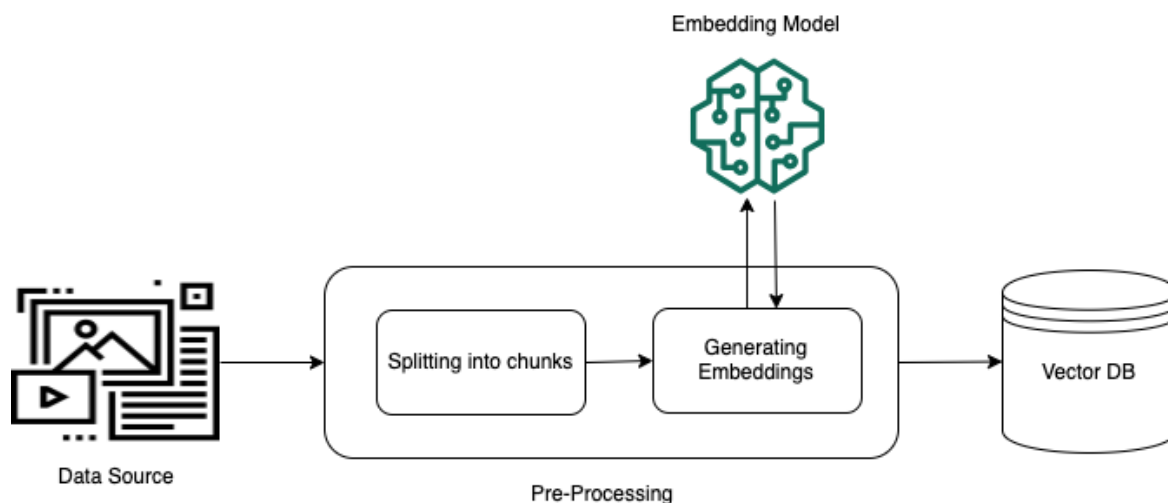 Embedding Model
Splitting into chunks
Generating
Embeddings
Vector DB
Data Source
Pre-Processing